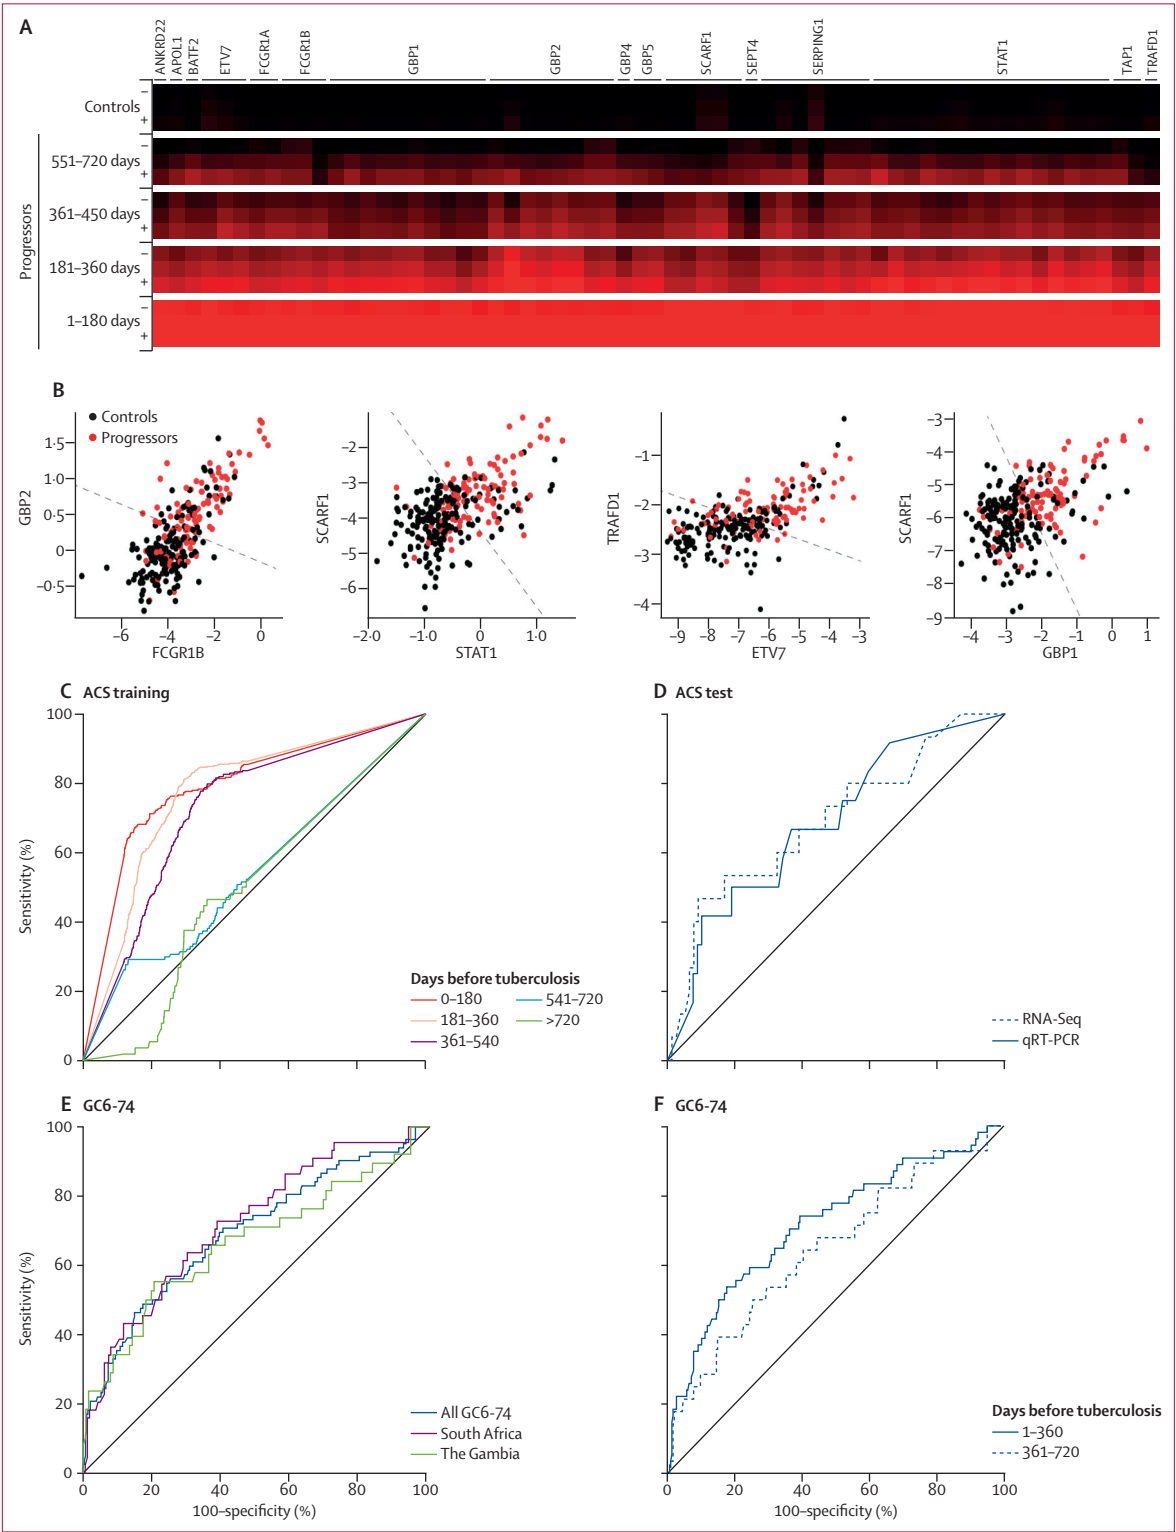 A
ANKRD22
APOL1
BATF2
ETV7
FCGR1A
FCGR1B
GBP1
GBP2
GBP4
GBP5
SCARF1
SEPT4
SERPING1
STAT1
TAP1
TRAFD1
Controls
−
+
Progressors
551–720 days
−
+
361–450 days
−
+
181–360 days
−
+
1–180 days
−
+
B
Controls
Progressors
GBP2
1·5
1·0
0·5
0
−0·5
−6
−4
−2
0
FCGR1B
SCARF1
−2
−3
−4
−5
−6
−2·0
−1·0
0
1·0
STAT1
TRAFD1
−1
−2
−3
−4
−9
−8
−7
−6
−5
−4
−3
ETV7
SCARF1
−3
−4
−5
−6
−7
−8
−9
−4
−3
−2
−1
0
1
GBP1
C ACS training
Sensitivity (%)
100
80
60
40
20
0
Days before tuberculosis
0–180
181–360
361–540
541–720
>720
D ACS test
RNA-Seq
qRT-PCR
E GC6-74
Sensitivity (%)
100
80
60
40
20
0
All GC6-74
South Africa
The Gambia
0
20
40
60
80
100
100–specificity (%)
F GC6-74
Days before tuberculosis
1–360
361–720
0
20
40
60
80
100
100–specificity (%)